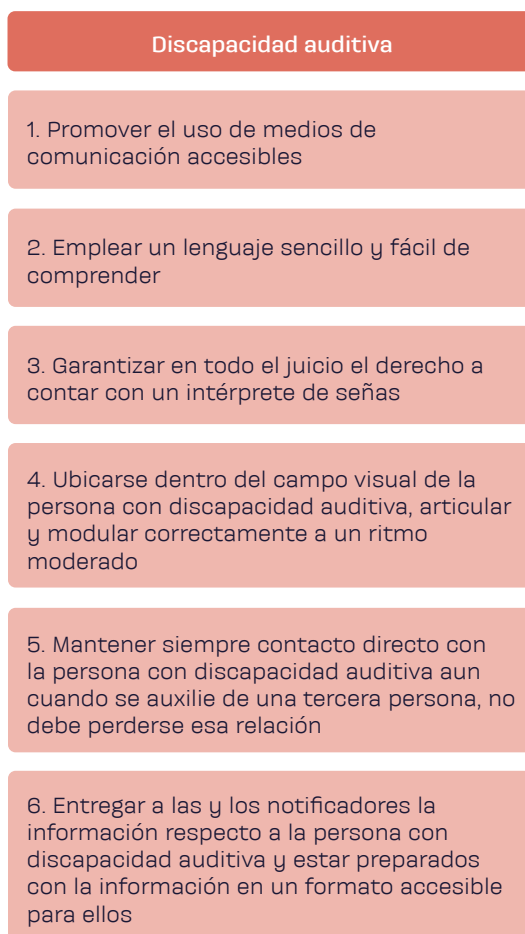 Discapacidad auditiva
1. Promover el uso de medios de
comunicación accesibles
2. Emplear un lenguaje sencillo y fácil de
comprender
3. Garantizar en todo el juicio el derecho a
contar con un intérprete de señas
4. Ubicarse dentro del campo visual de la
persona con discapacidad auditiva, articular
y modular correctamente a un ritmo
moderado
5. Mantener siempre contacto directo con
la persona con discapacidad auditiva aun
cuando se auxilie de una tercera persona, no
debe perderse esa relación
6. Entregar a las y los notificadores la
información respecto a la persona con
discapacidad auditiva y estar preparados
con la información en un formato accesible
para ellos